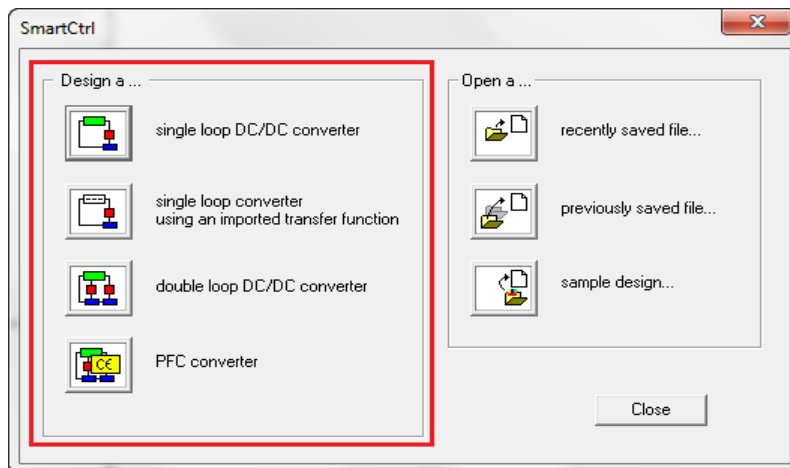 SmartCtrl
Design a ...
single loop DC/DC converter
single loop converter
using an imported transfer function
double loop DC/DC converter
CE
PFC converter
Open a ...
recently saved file...
previously saved file...
sample design...
Close